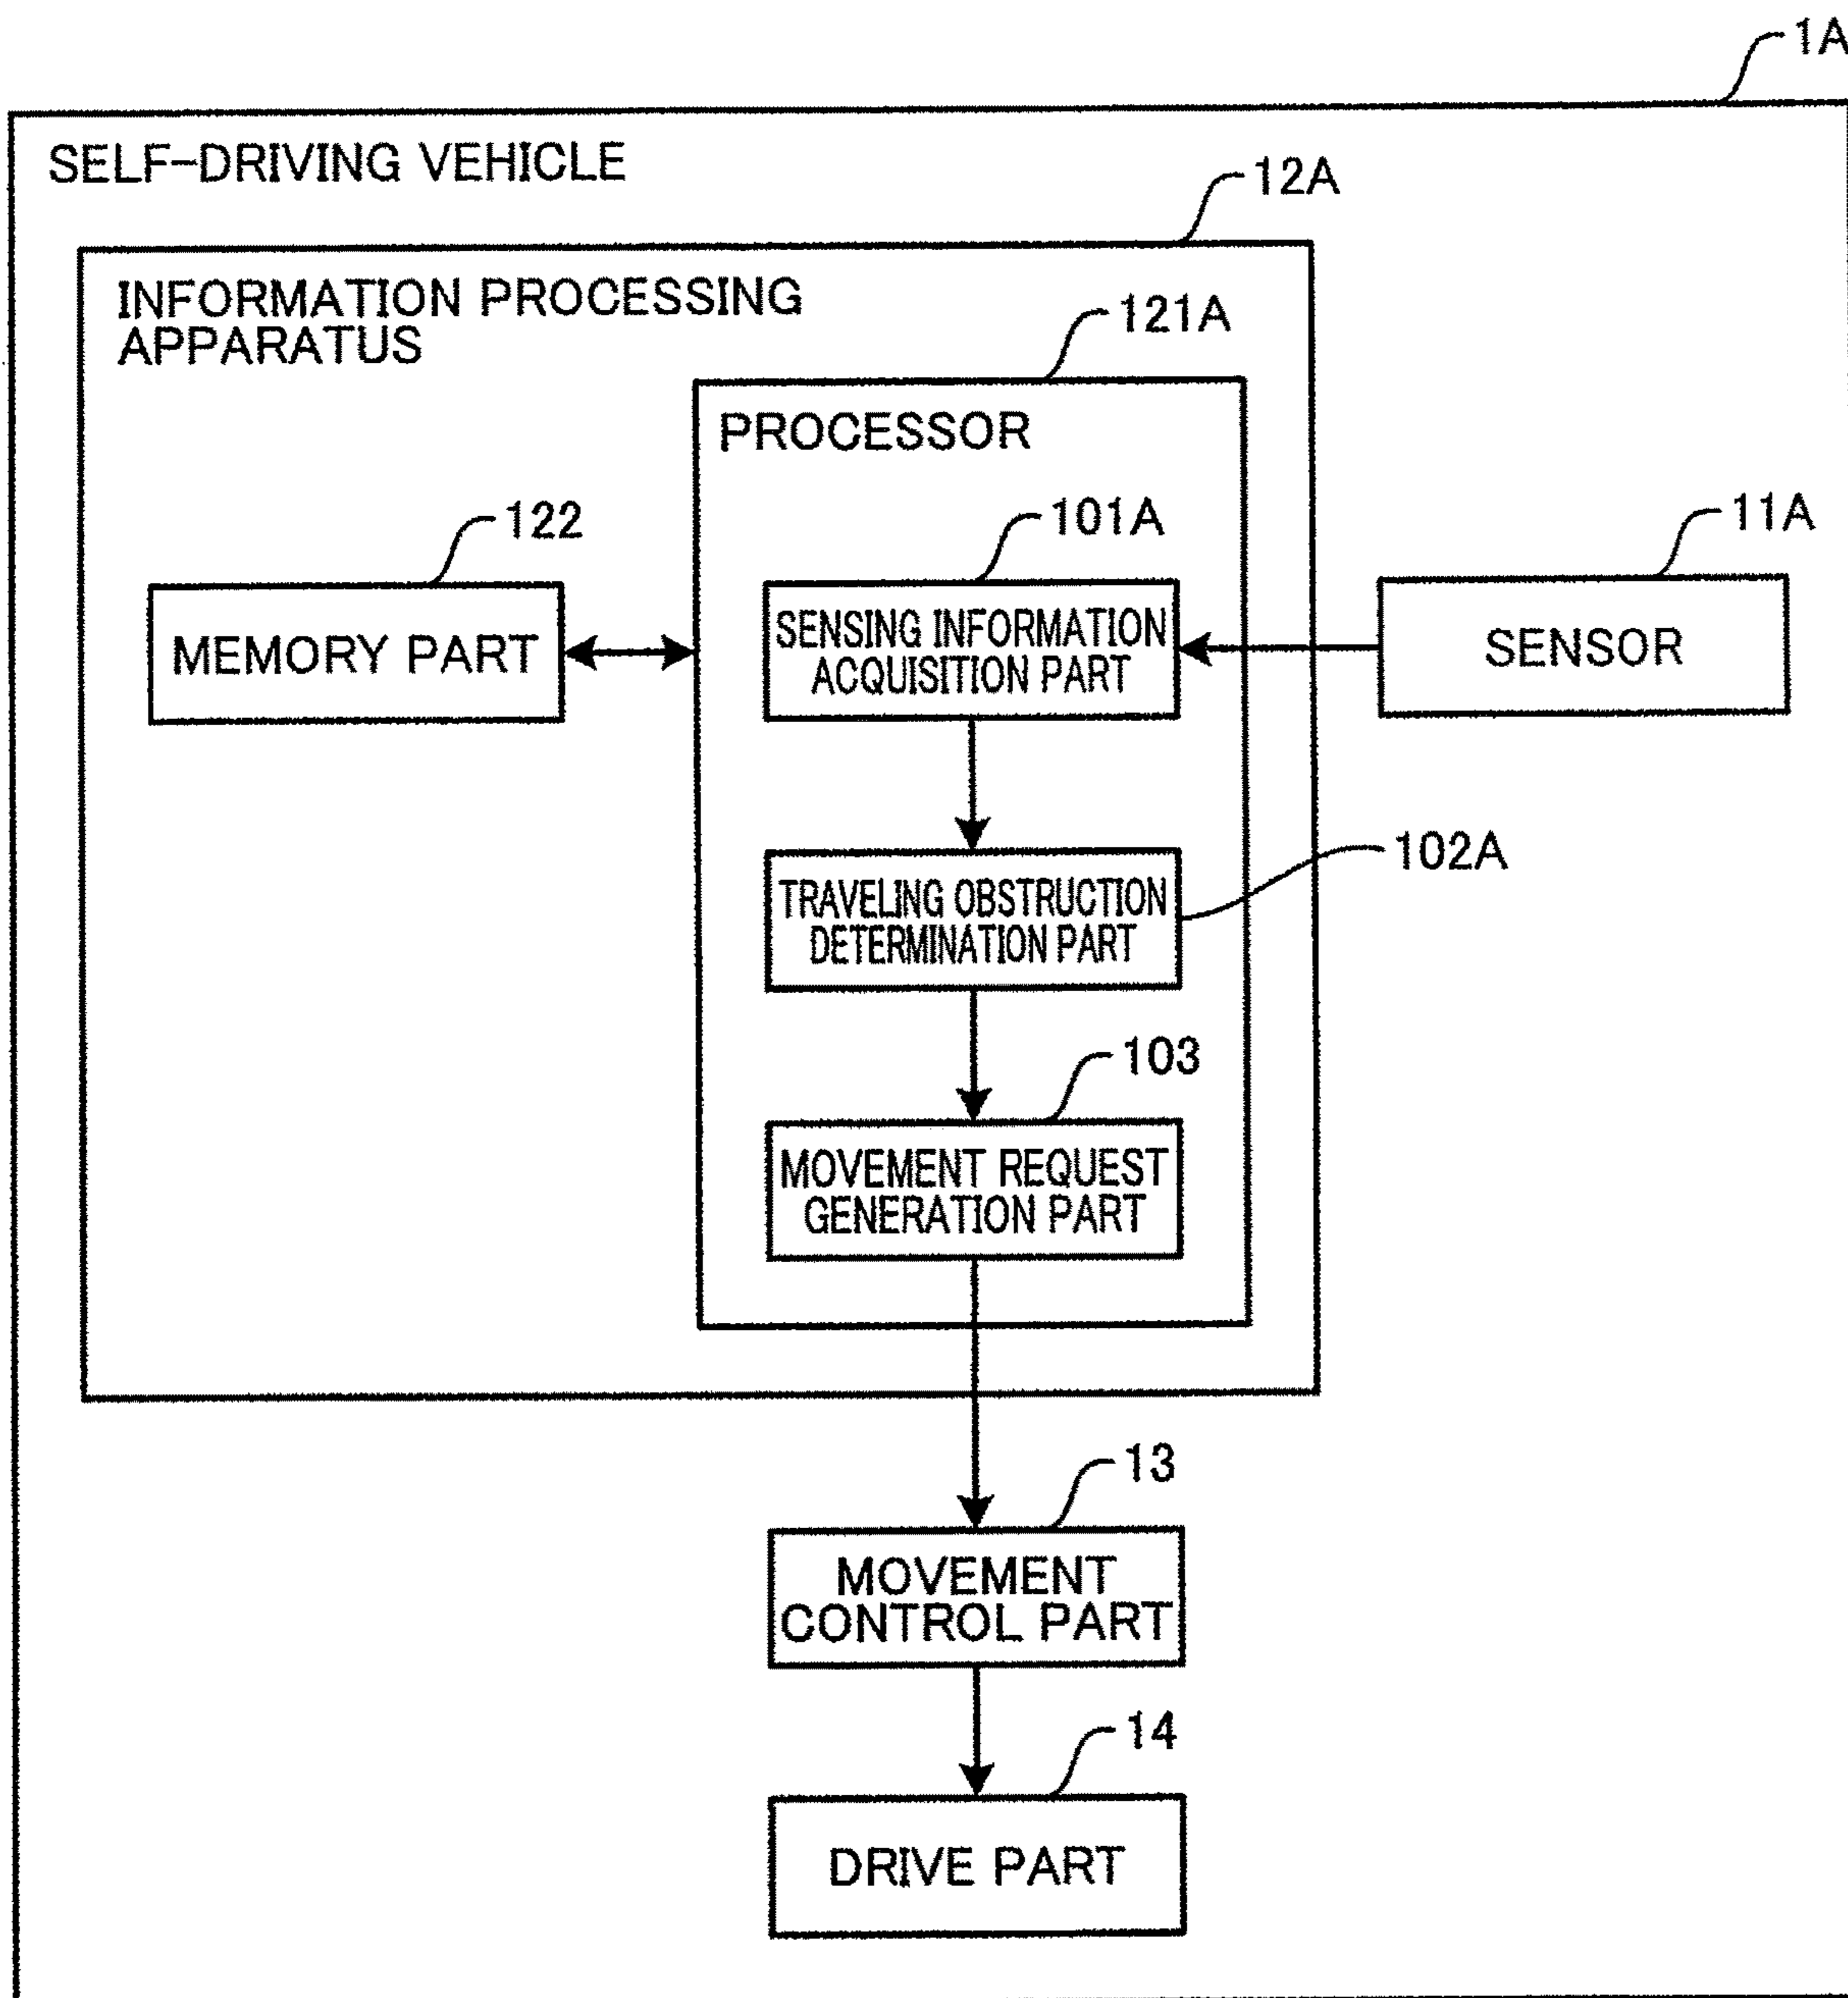 1A
SELF-DRIVING VEHICLE
12A
INFORMATION PROCESSING
APPARATUS
121A
PROCESSOR
122
101A
11A
MEMORY PART
SENSING INFORMATION
ACQUISITION PART
SENSOR
102A
TRAVELING OBSTRUCTION
DETERMINATION PART
103
MOVEMENT REQUEST
GENERATION PART
13
MOVEMENT
CONTROL PART
14
DRIVE PART